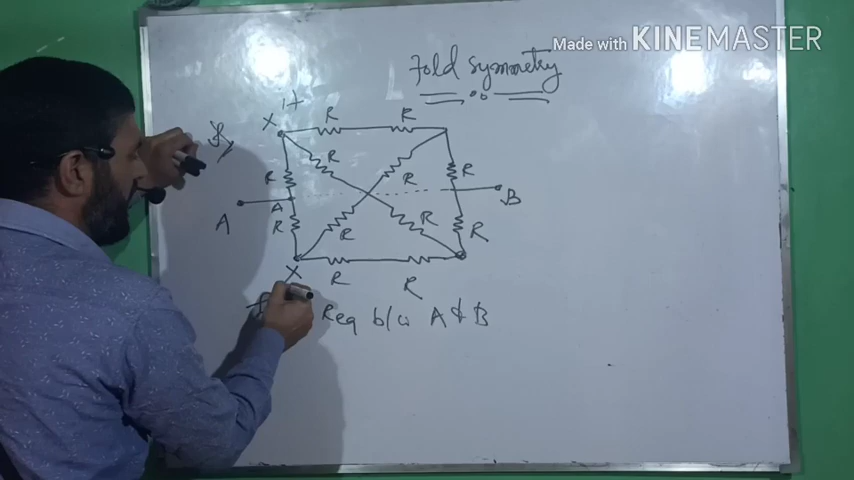 Made with KINEMASTER
Fold symmetry
X
R R
R
R R
R
A
A
B
R R R
R
X
R R
Req b/w A & B